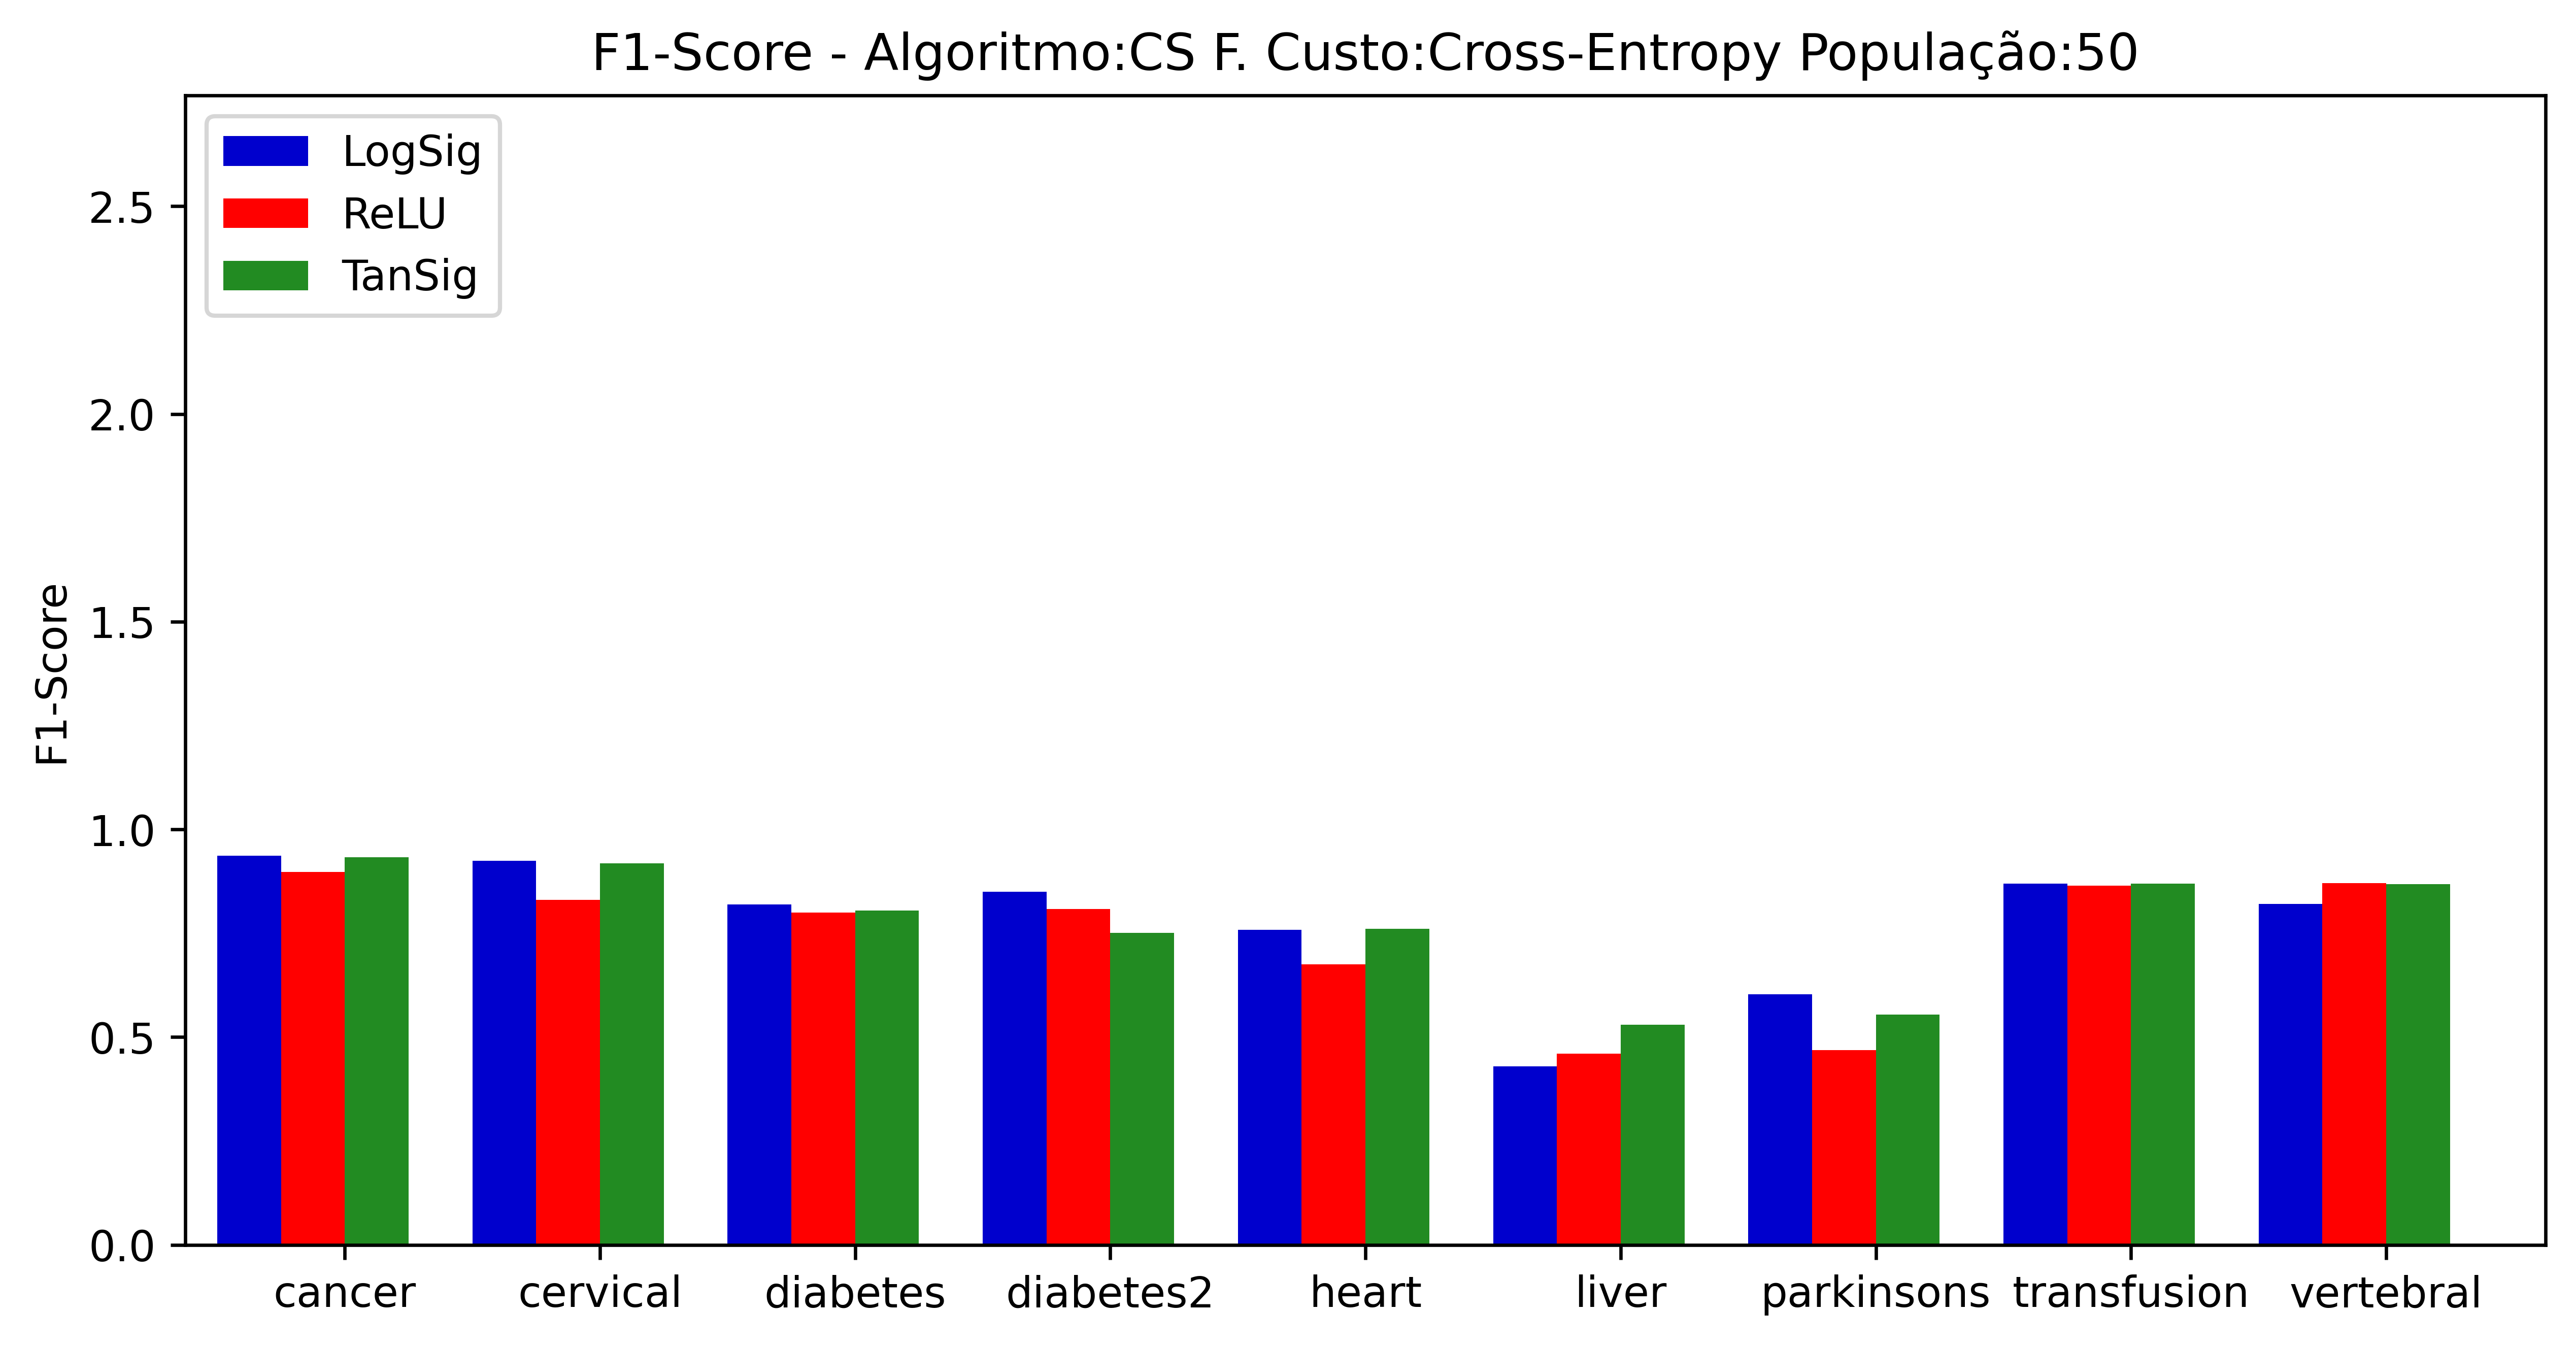 F1-Score - Algoritmo:CS F. Custo:Cross-Entropy População:50
LogSig
ReLU
TanSig
F1-Score
2.5
2.0
1.5
1.0
0.5
0.0
cancer cervical diabetes diabetes2 heart liver parkinsons transfusion vertebral